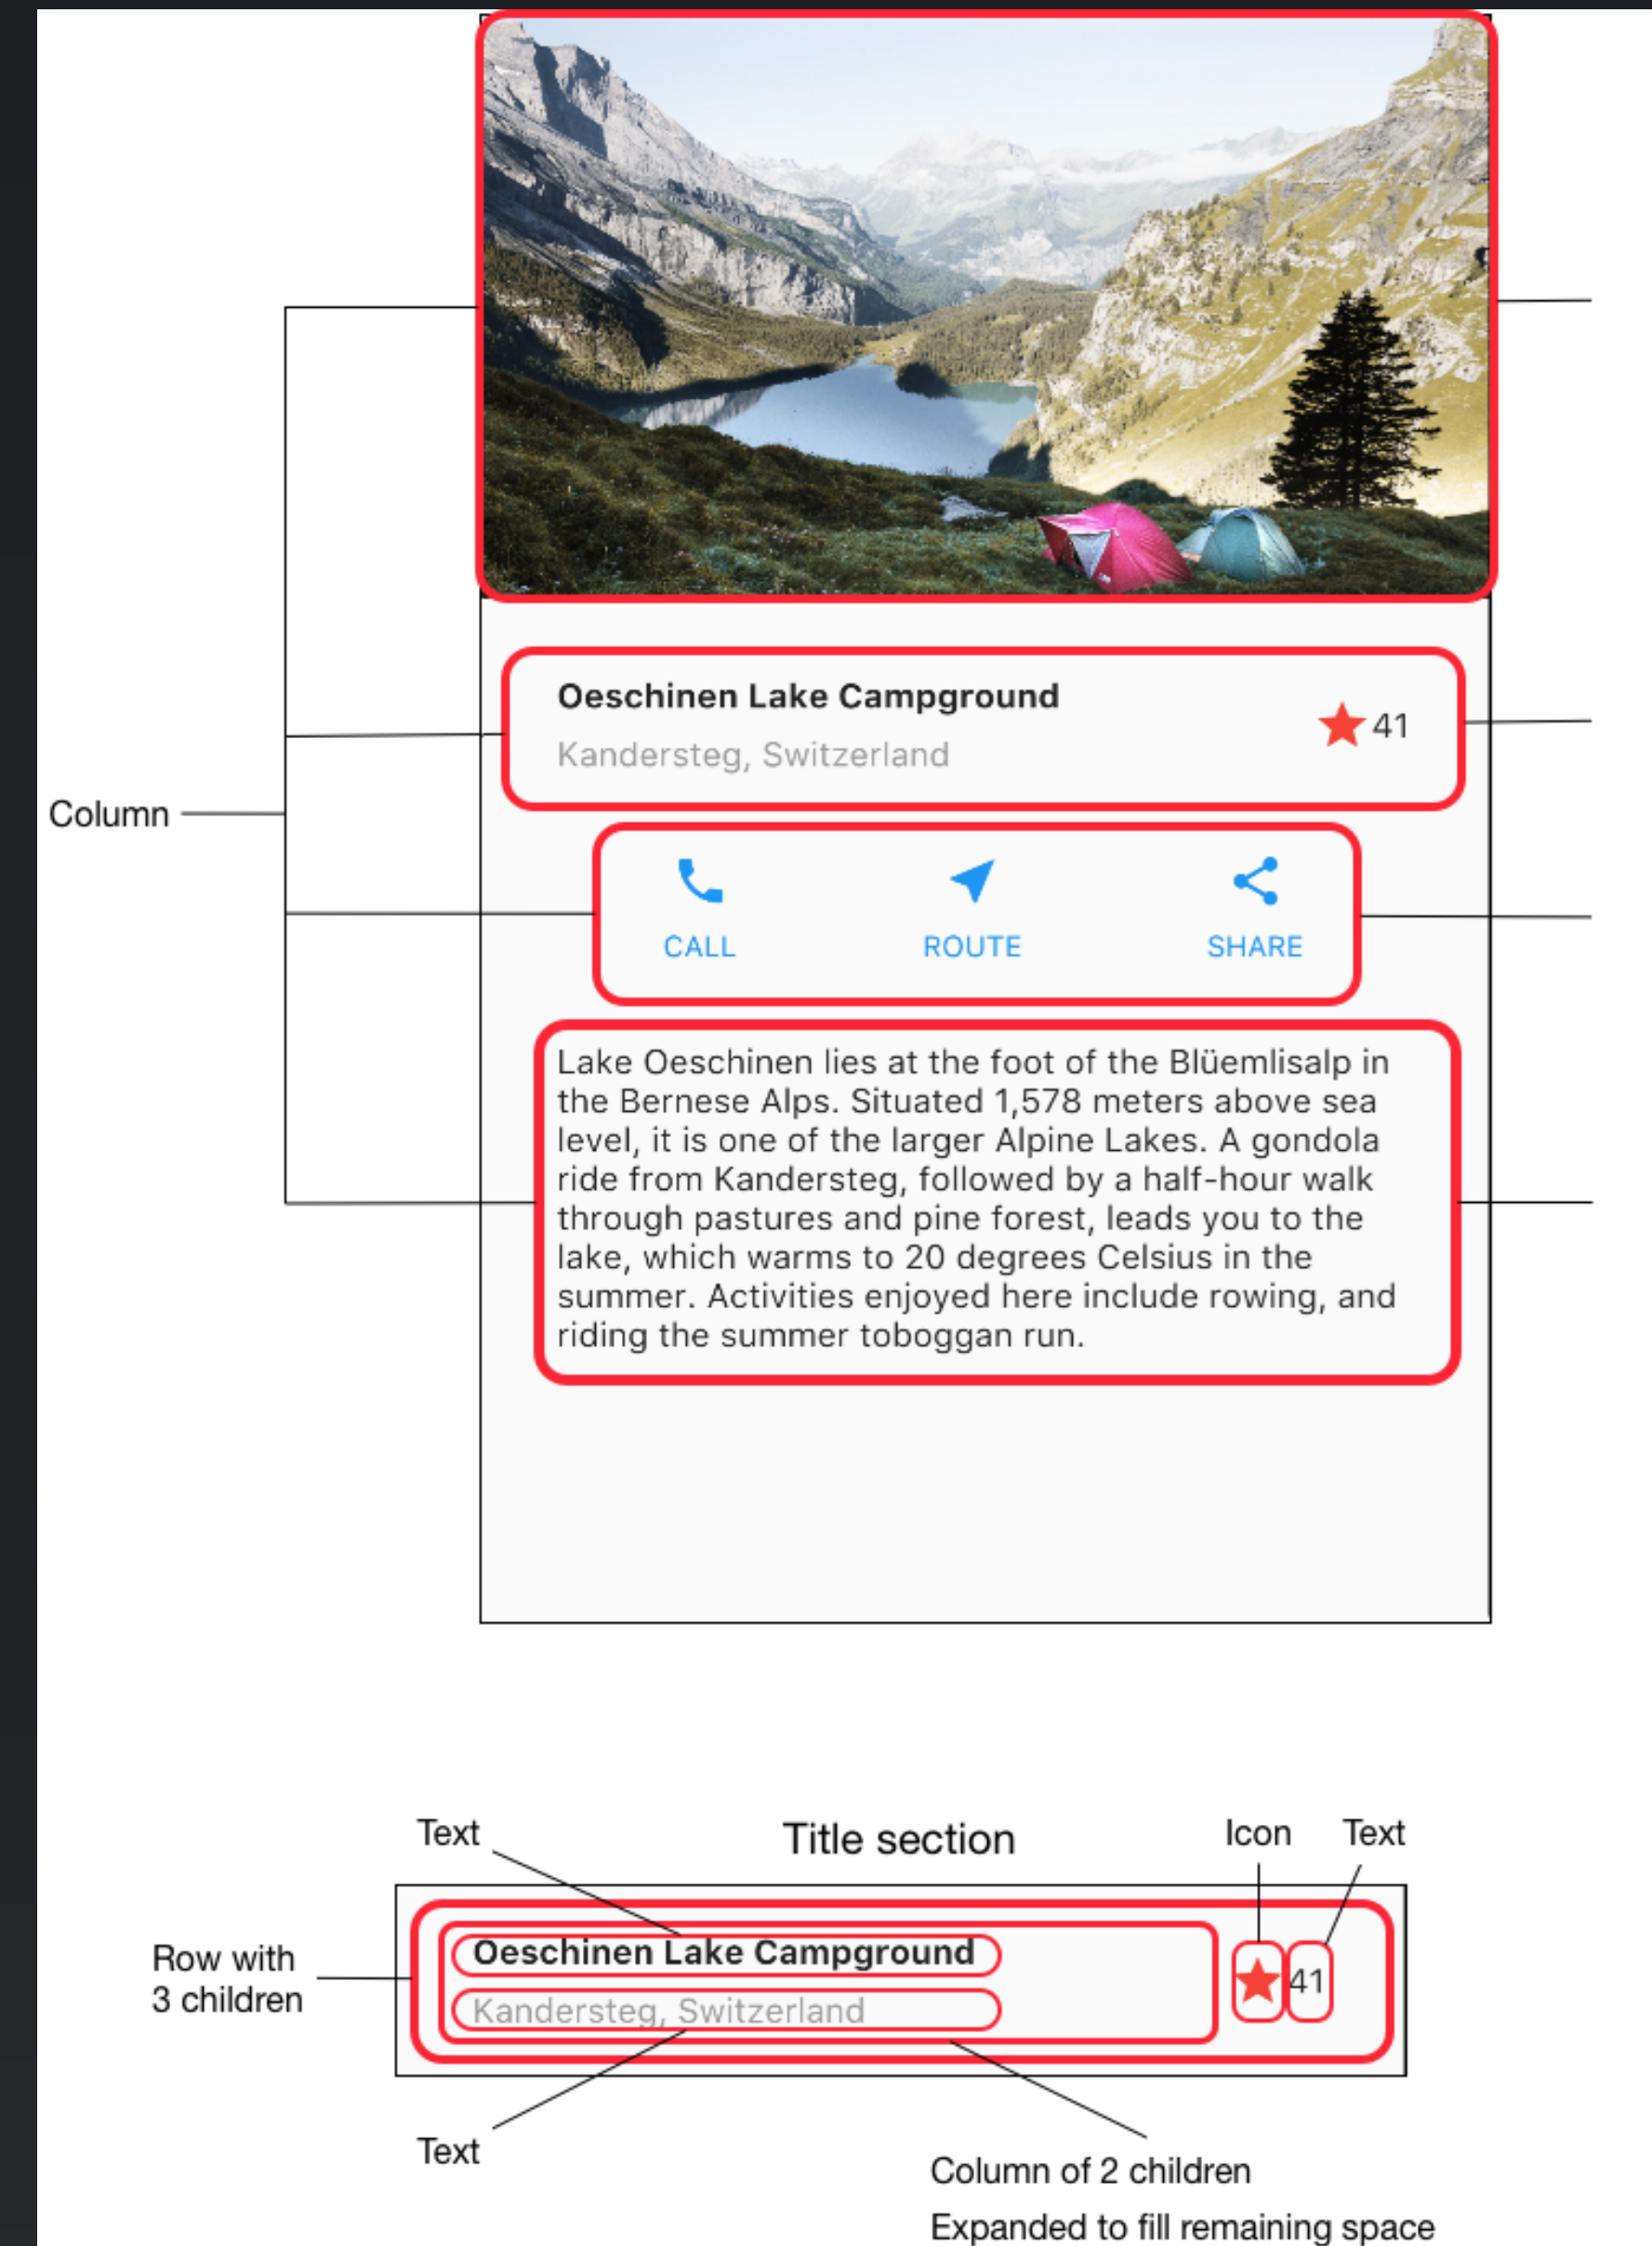 Column
Oeschinen Lake Campground
Kandersteg, Switzerland
41
CALL
ROUTE
SHARE
Lake Oeschinen lies at the foot of the Blüemlisalp in
the Bernese Alps. Situated 1,578 meters above sea
level, it is one of the larger Alpine Lakes. A gondola
ride from Kandersteg, followed by a half-hour walk
through pastures and pine forest, leads you to the
lake, which warms to 20 degrees Celsius in the
summer. Activities enjoyed here include rowing, and
riding the summer toboggan run.
Title section
Text
Icon
Text
Row with
3 children
Oeschinen Lake Campground
Kandersteg, Switzerland
41
Text
Column of 2 children
Expanded to fill remaining space